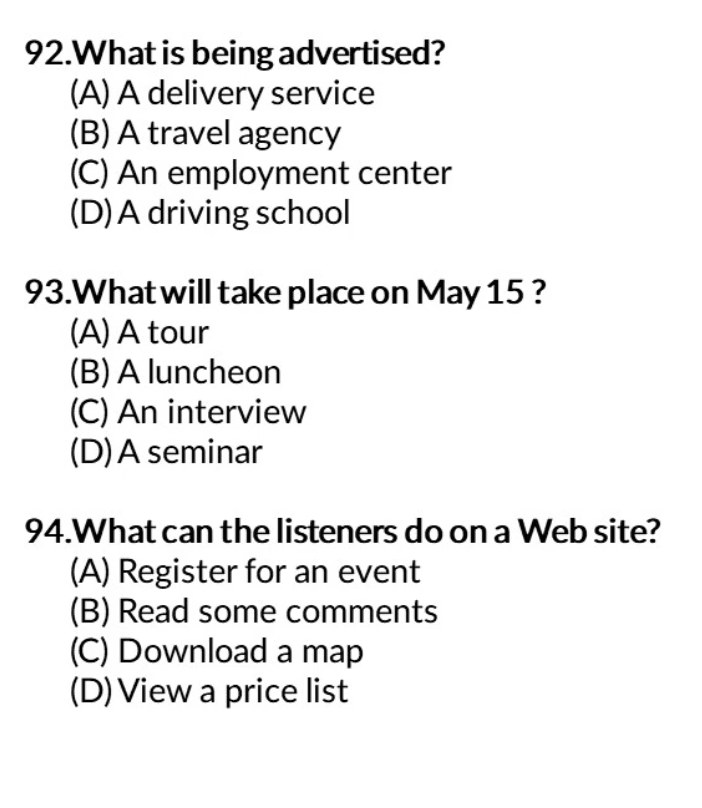 92.What is being advertised?
(A) A delivery service
(B) A travel agency
(C) An employment center
(D) A driving school
93.What will take place on May 15 ?
(A) A tour
(B) A luncheon
(C) An interview
(D) A seminar
94.What can the listeners do on a Web site?
(A) Register for an event
(B) Read some comments
(C) Download a map
(D) View a price list